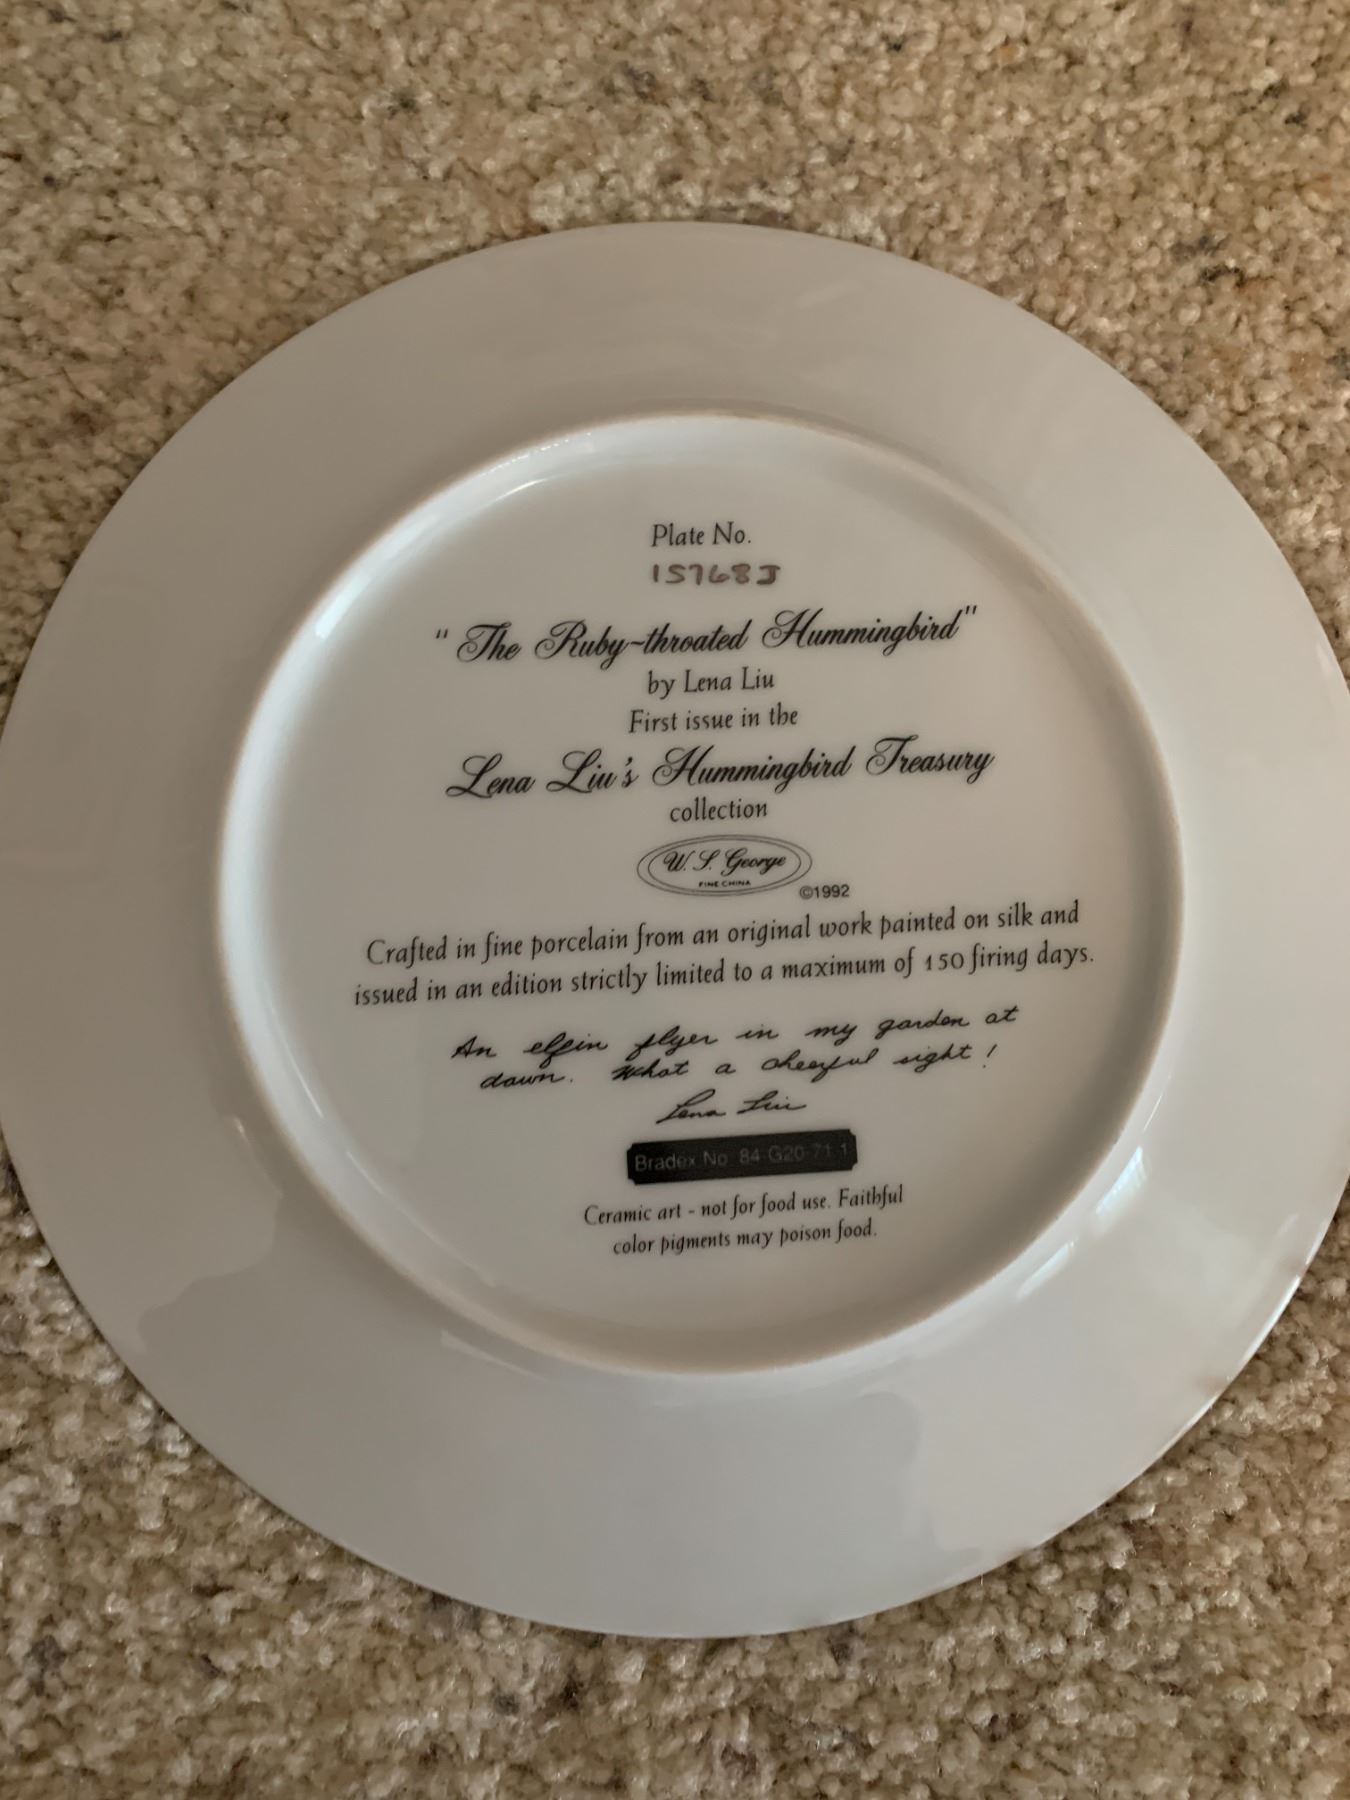 Plate No.
15768J
" The Ruby-throated Hummingbird"
by Lena Liu
First issue in the
Lena Liu's Hummingbird Treasury
collection
W. S. George
FINE CHINA
©1992
Crafted in fine porcelain from an original work painted on silk and
issued in an edition strictly limited to a maximum of 150 firing days.
An elfin flyer in my garden at
dawn. What a cheerful sight!
Lena Liu
Bradex No. 84-G20-71.1
Ceramic art - not for food use. Faithful
color pigments may poison food.